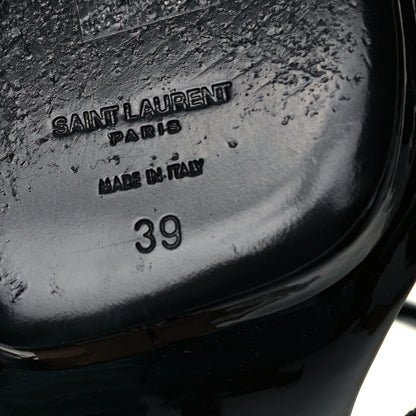 SAINT LAURENT
PARIS
MADE IN ITALY
39